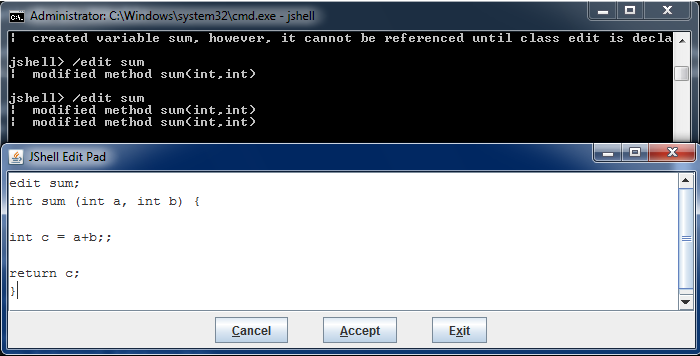 Administrator: C:\Windows\system32\cmd.exe - jshell
| created variable sum, however, it cannot be referenced until class edit is decla
jshell> /edit sum
| modified method sum(int,int)
jshell> /edit sum
| modified method sum(int,int)
| modified method sum(int,int)
JShell Edit Pad
edit sum;
int sum (int a, int b) {
int c = a+b;;
return c;
}
Cancel Accept Exit